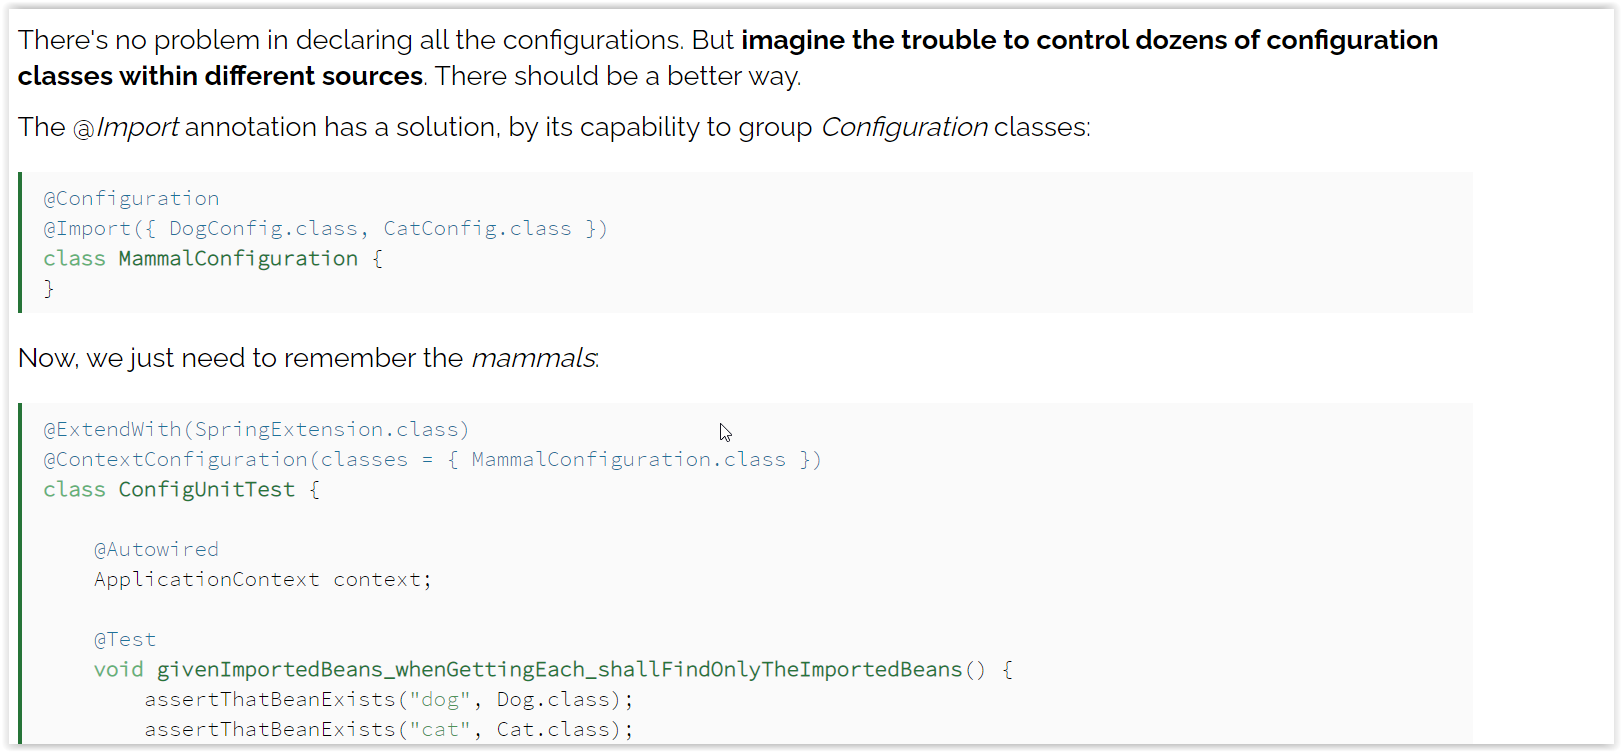 There's no problem in declaring all the configurations. But imagine the trouble to control dozens of configuration
classes within different sources. There should be a better way.
The @Import annotation has a solution, by its capability to group Configuration classes:
@Configuration
@Import({ DogConfig.class, CatConfig.class })
class MammalConfiguration {
}
Now, we just need to remember the mammals:
@ExtendWith(SpringExtension.class)
@ContextConfiguration(classes = { MammalConfiguration.class })
class ConfigUnitTest {
@Autowired
ApplicationContext context;
@Test
void givenImportedBeans_whenGettingEach_shallFindOnlyTheImportedBeans() {
assertThatBeanExists("dog", Dog.class);
assertThatBeanExists("cat", Cat.class);